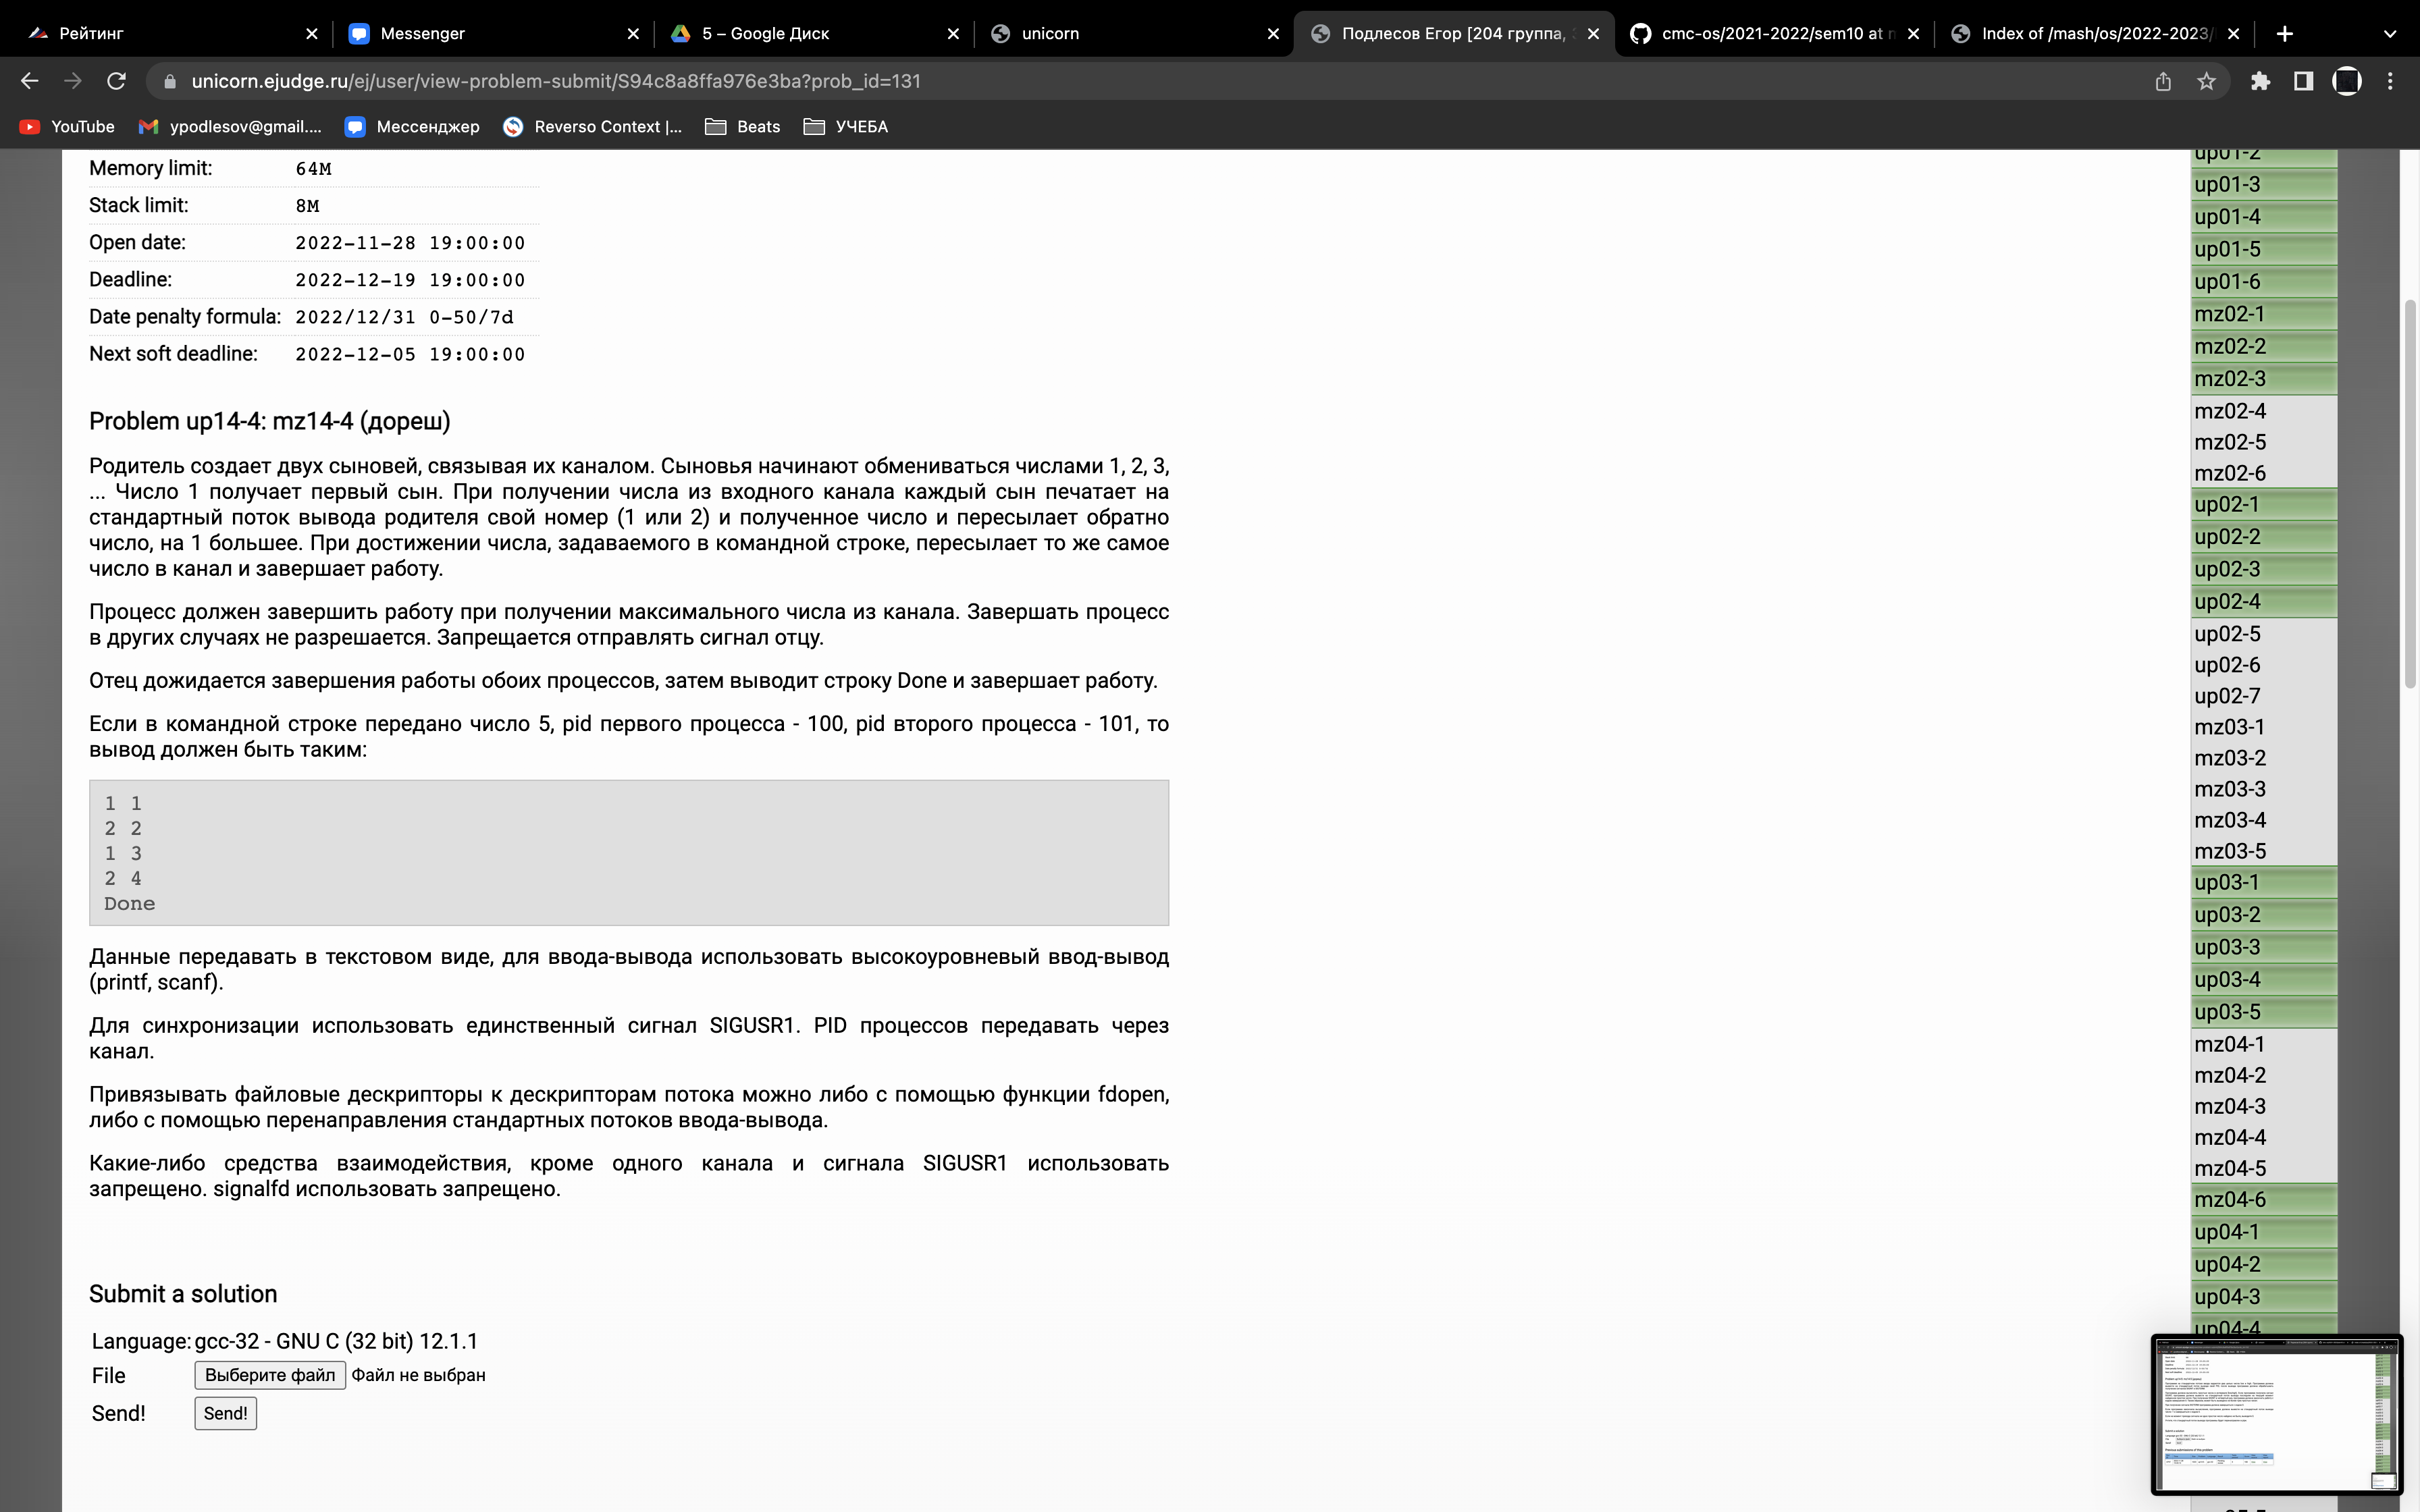 Рейтинг
Messenger
5 – Google Диск
unicorn
Подлесов Егор [204 группа,
cmc-os/2021-2022/sem10 at
Index of /mash/os/2022-2023/
unicorn.ejudge.ru/ej/user/view-problem-submit/S94c8a8ffa976e3ba?prob_id=131
YouTube
ypodlesov@gmail....
Мессенджер
Reverso Context |...
Beats
УЧЕБА
Memory limit: 64M
Stack limit: 8M
Open date: 2022-11-28 19:00:00
Deadline: 2022-12-19 19:00:00
Date penalty formula: 2022/12/31 0-50/7d
Next soft deadline: 2022-12-05 19:00:00
Problem up14-4: mz14-4 (дореш)
Родитель создает двух сыновей, связывая их каналом. Сыновья начинают обмениваться числами 1, 2, 3,
... Число 1 получает первый сын. При получении числа из входного канала каждый сын печатает на
стандартный поток вывода родителя свой номер (1 или 2) и полученное число и пересылает обратно
число, на 1 большее. При достижении числа, задаваемого в командной строке, пересылает то же самое
число в канал и завершает работу.
Процесс должен завершить работу при получении максимального числа из канала. Завершать процесс
в других случаях не разрешается. Запрещается отправлять сигнал отцу.
Отец дожидается завершения работы обоих процессов, затем выводит строку Done и завершает работу.
Если в командной строке передано число 5, pid первого процесса - 100, pid второго процесса - 101, то
вывод должен быть таким:
1 1
2 2
1 3
2 4
Done
Данные передавать в текстовом виде, для ввода-вывода использовать высокоуровневый ввод-вывод
(printf, scanf).
Для синхронизации использовать единственный сигнал SIGUSR1. PID процессов передавать через
канал.
Привязывать файловые дескрипторы к дескрипторам потока можно либо с помощью функции fdopen,
либо с помощью перенаправления стандартных потоков ввода-вывода.
Какие-либо средства взаимодействия, кроме одного канала и сигнала SIGUSR1 использовать
запрещено. signalfd использовать запрещено.
Submit a solution
Language: gcc-32 - GNU C (32 bit) 12.1.1
File Выберите файл Файл не выбран
Send! Send!
up01-2
up01-3
up01-4
up01-5
up01-6
mz02-1
mz02-2
mz02-3
mz02-4
mz02-5
mz02-6
up02-1
up02-2
up02-3
up02-4
up02-5
up02-6
up02-7
mz03-1
mz03-2
mz03-3
mz03-4
mz03-5
up03-1
up03-2
up03-3
up03-4
up03-5
mz04-1
mz04-2
mz04-3
mz04-4
mz04-5
mz04-6
up04-1
up04-2
up04-3
up04-4